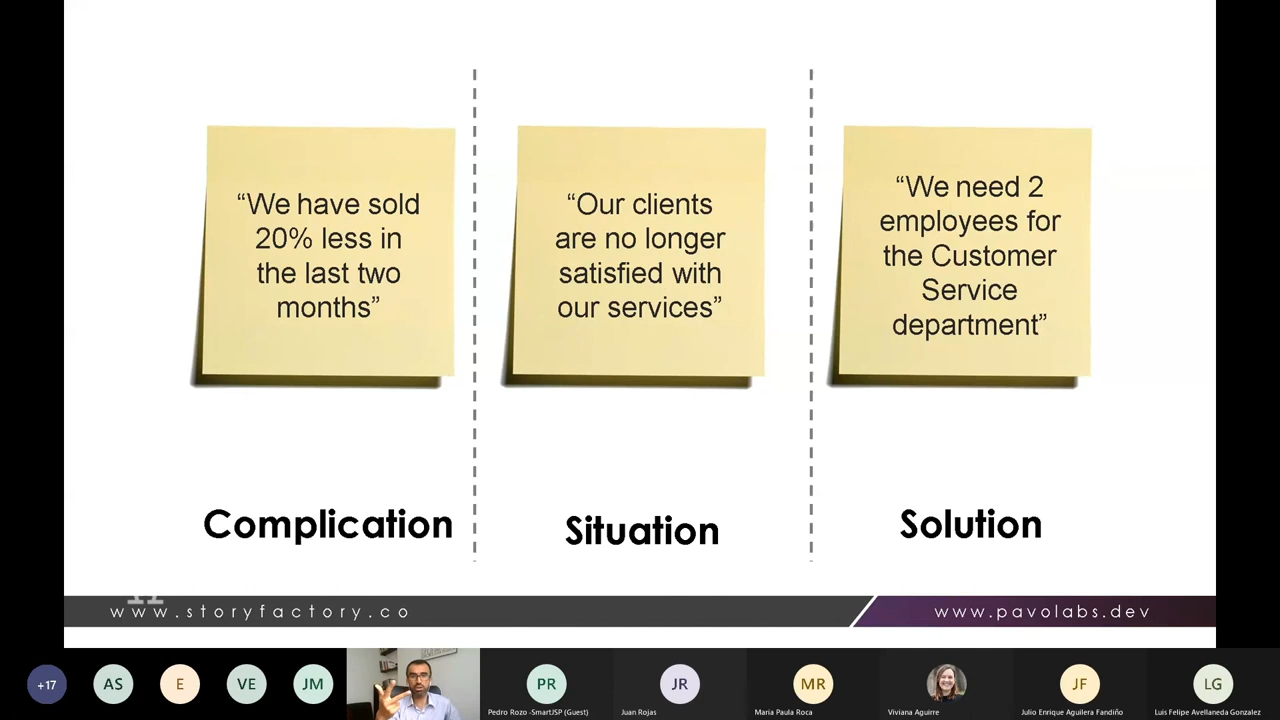 “We have sold
20% less in
the last two
months”
“Our clients
are no longer
satisfied with
our services”
“We need 2
employees for
the Customer
Service
department”
Complication
Situation
Solution
www.storyfactory.co
www.pavolabs.dev
+17
AS
E
VE
JM
PR
JR
MR
JF
LG
Pedro Rozo -SmartJSP (Guest)
Juan Rojas
Maria Paula Roca
Viviana Aguirre
Julio Enrique Aguilera Fandiño
Luis Felipe Avellaneda Gonzalez